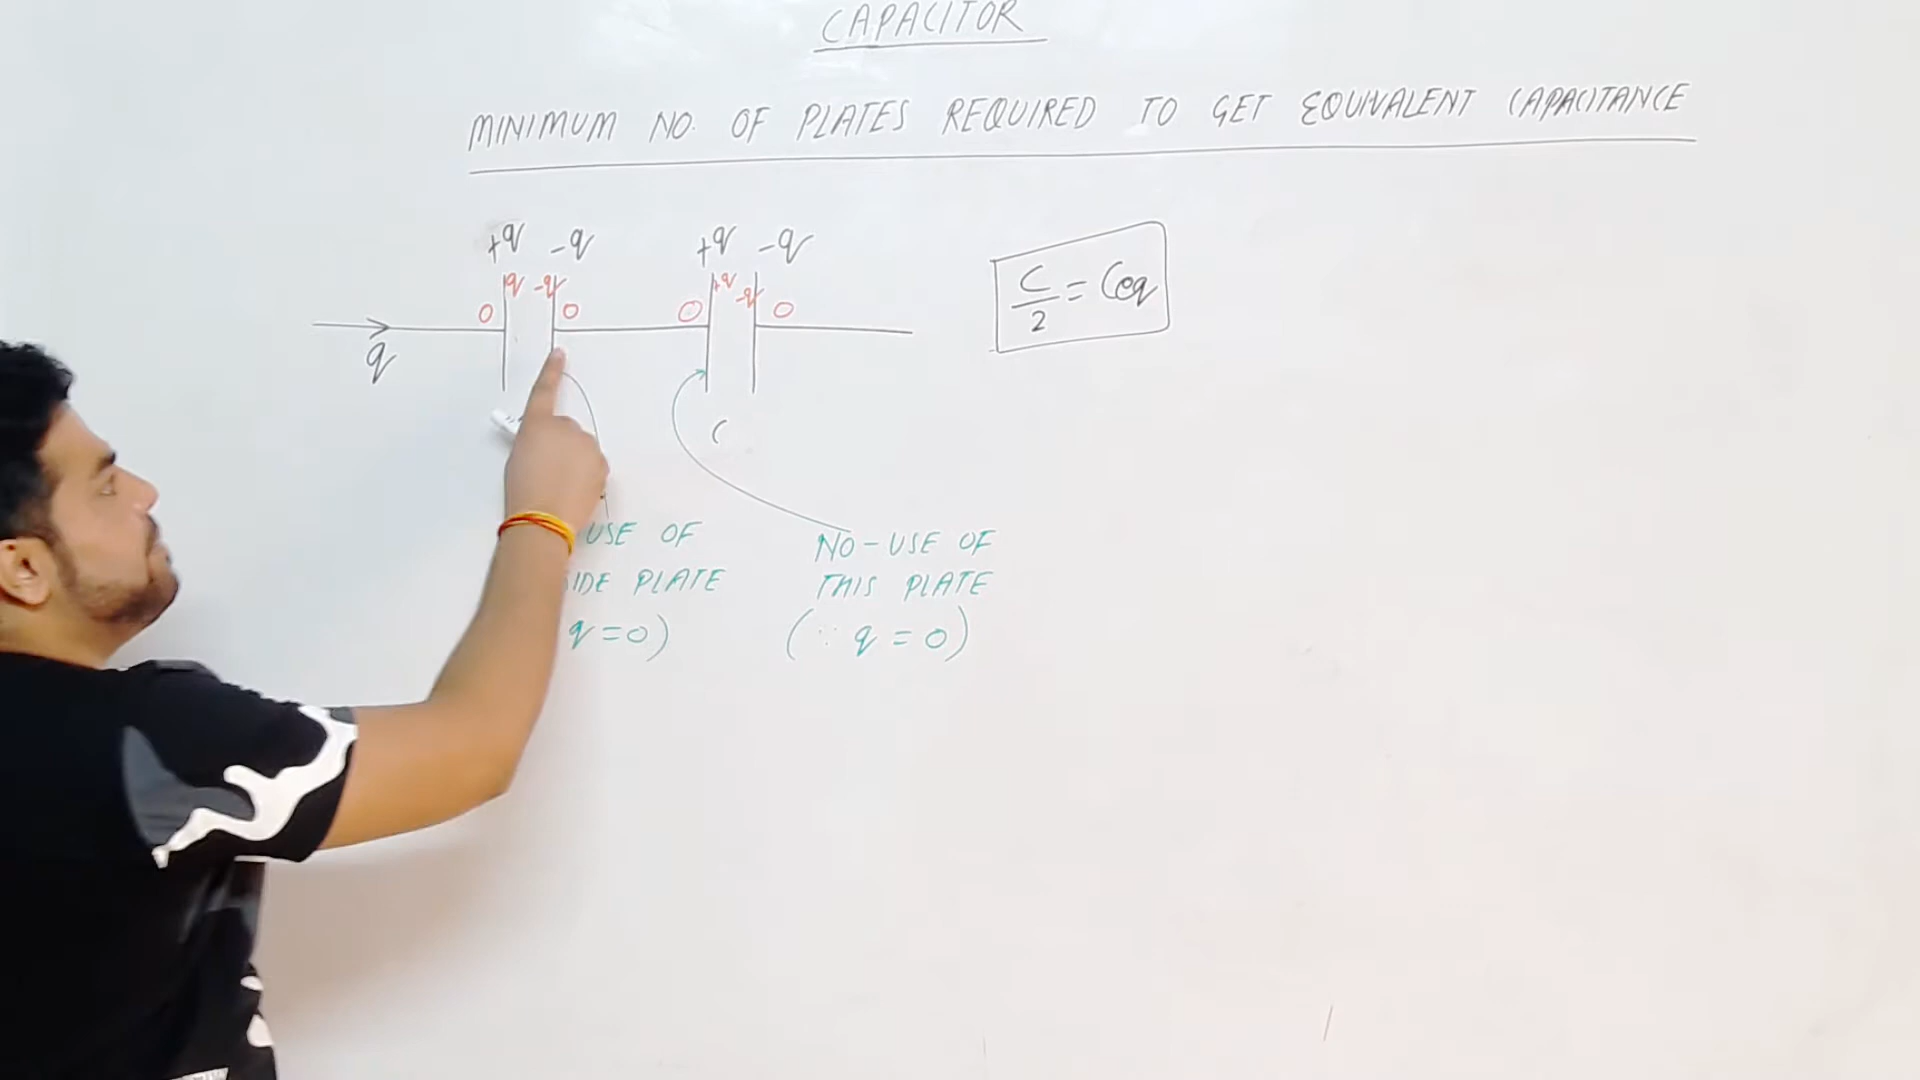 CAPACITOR
MINIMUM NO. OF PLATES REQUIRED TO GET EQUIVALENT CAPACITANCE
+q -q +q -q
q -q +q -q
0 0 0 0
C/2 = Ceq
q
C
USE OF NO-USE OF
IDE PLATE THIS PLATE
q=0) (∵ q = 0)